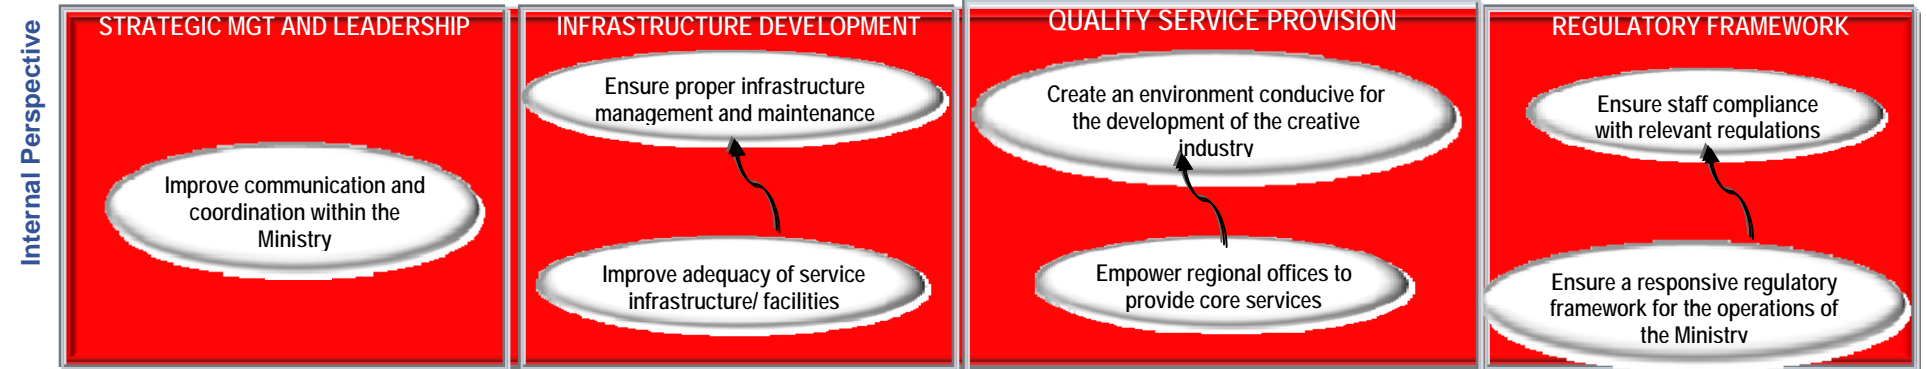 Internal Perspective
STRATEGIC MGT AND LEADERSHIP
Improve communication and
coordination within the
Ministry
INFRASTRUCTURE DEVELOPMENT
Ensure proper infrastructure
management and maintenance
Improve adequacy of service
infrastructure/ facilities
QUALITY SERVICE PROVISION
Create an environment conducive for
the development of the creative
industry
Empower regional offices to
provide core services
REGULATORY FRAMEWORK
Ensure staff compliance
with relevant regulations
Ensure a responsive regulatory
framework for the operations of
the Ministry